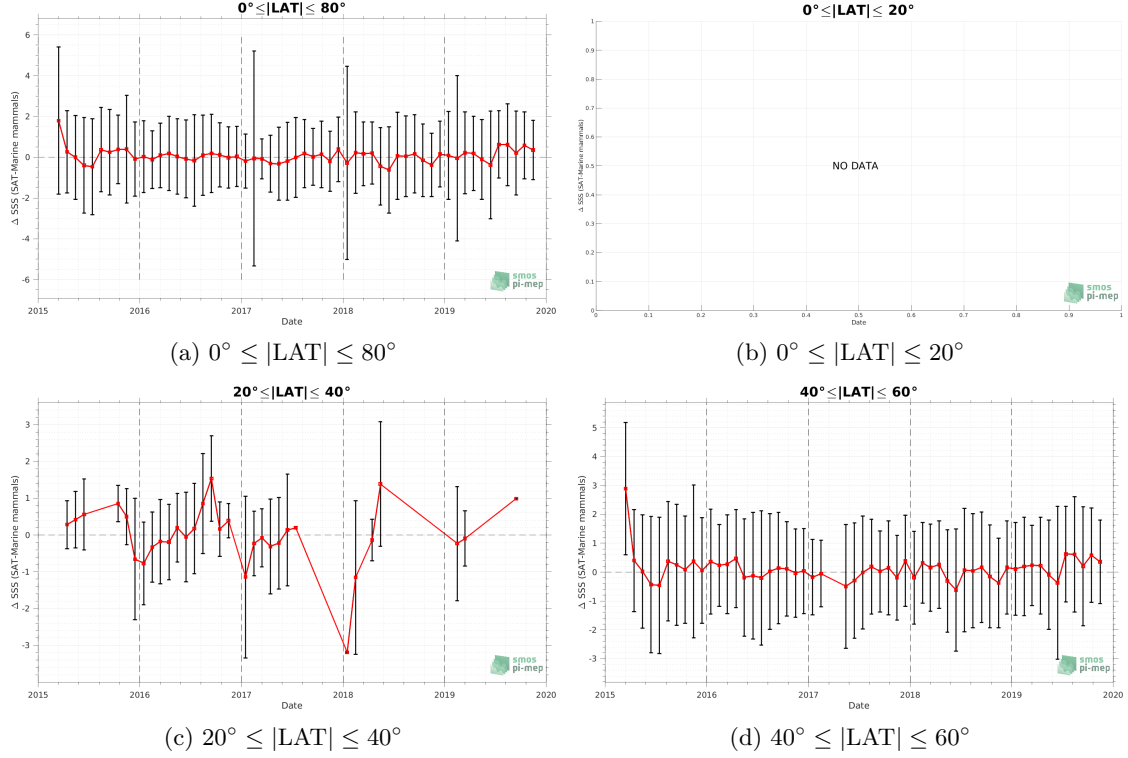 0°≤|LAT|≤ 80°
Δ SSS (SAT-Marine mammals)
6
4
2
0
-2
-4
-6
2015
2016
2017
2018
2019
2020
Date
smos
pi-mep
(a) 0° ≤ |LAT| ≤ 80°
0°≤|LAT|≤ 20°
Δ SSS (SAT-Marine mammals)
1
0.9
0.8
0.7
0.6
0.5
0.4
0.3
0.2
0.1
0
NO DATA
0
0.1
0.2
0.3
0.4
0.5
0.6
0.7
0.8
0.9
1
Date
smos
pi-mep
(b) 0° ≤ |LAT| ≤ 20°
20°≤|LAT|≤ 40°
Δ SSS (SAT-Marine mammals)
3
2
1
0
-1
-2
-3
2015
2016
2017
2018
2019
2020
Date
smos
pi-mep
(c) 20° ≤ |LAT| ≤ 40°
40°≤|LAT|≤ 60°
Δ SSS (SAT-Marine mammals)
5
4
3
2
1
0
-1
-2
-3
2015
2016
2017
2018
2019
2020
Date
smos
pi-mep
(d) 40° ≤ |LAT| ≤ 60°